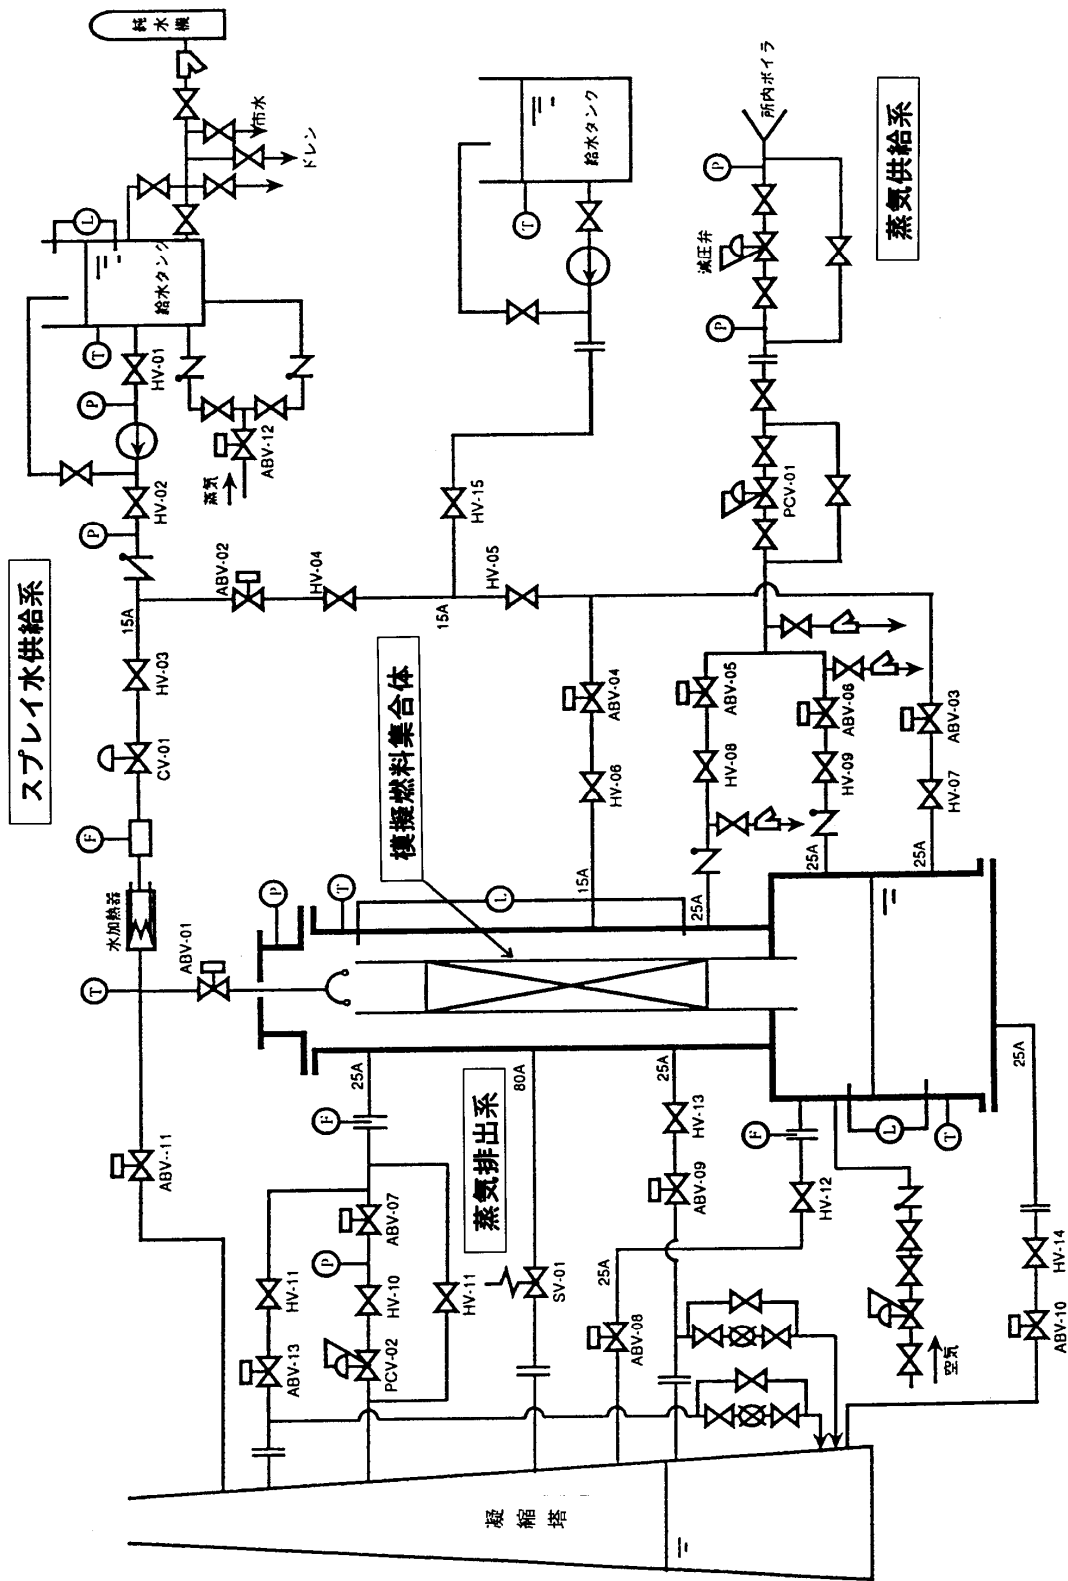 スプレイ水供給系
純水機
市水
ドレン
L
給水タンク
T
HV-01
P
HV-02
P
蒸気
ABV-12
15A
HV-03
CV-01
F
水加熱器
T
ABV-01
ABV--11
ABV-02
HV-04
15A
HV-15
HV-05
給水タンク
T
蒸気供給系
所内ボイラ
P
減圧弁
P
PCV-01
ABV-04
HV-06
15A
ABV-05
HV-08
25A
ABV-06
HV-09
25A
ABV-03
HV-07
25A
模擬燃料集合体
P
T
L
蒸気排出系
25A
F
ABV-07
P
HV-10
PCV-02
HV-11
ABV-13
HV-11
80A
SV-01
25A
HV-13
ABV-09
F
HV-12
25A
ABV-08
L
T
空気
25A
HV-14
ABV-10
凝縮塔